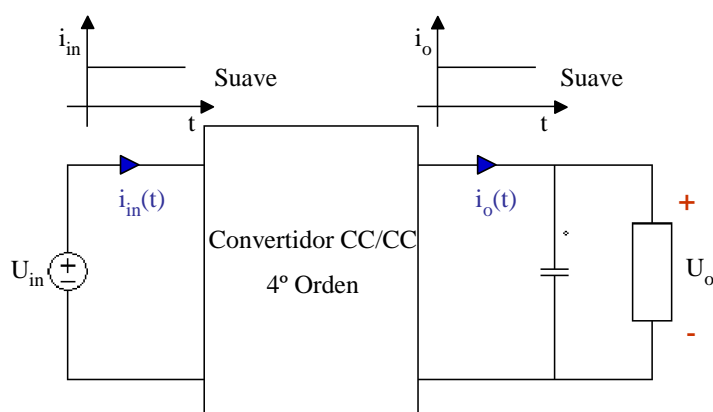 i_in
Suave
t
i_o
Suave
t
i_in(t)
i_o(t)
+
Convertidor CC/CC
4º Orden
U_in
+
−
U_o
-